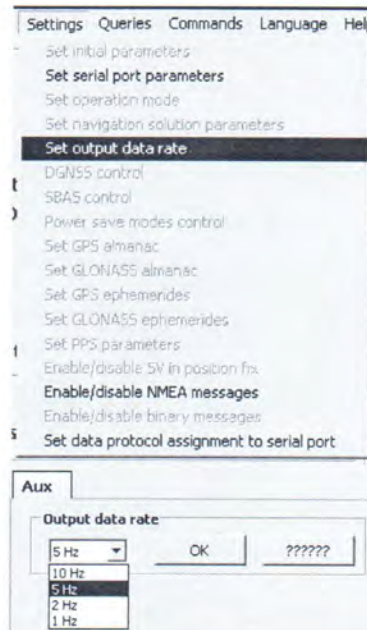 Settings Queries Commands Language Hel
Set initial parameters
Set serial port parameters
Set operation mode
Set navigation solution parameters
Set output data rate
DGNSS control
SBAS control
Power save modes control
Set GPS almanac
Set GLONASS almanac
Set GPS ephemerides
Set GLONASS ephemerides
Set PPS parameters
Enable/disable SV in position fix
Enable/disable NMEA messages
Enable/disable binary messages
Set data protocol assignment to serial port
Aux
Output data rate
5 Hz OK ??????
10 Hz
5 Hz
2 Hz
1 Hz